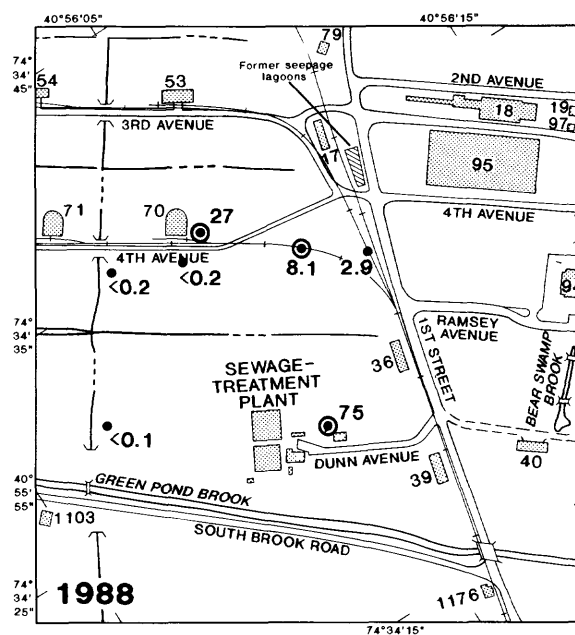 40°56'05"
40°56'15"
74°
34'
45"
79
Former seepage
lagoons
54
53
2ND AVENUE
18
19
97
3RD AVENUE
17
95
71
70
27
4TH AVENUE
4TH AVENUE
8.1
2.9
<0.2
<0.2
94
74°
34'
35"
1ST STREET
RAMSEY
AVENUE
BEAR SWAMP
BROOK
36
SEWAGE-
TREATMENT
PLANT
75
<0.1
DUNN AVENUE
40
39
40°
55'
55"
GREEN POND BROOK
1103
SOUTH BROOK ROAD
74°
34'
25"
1988
1176
74°34'15"